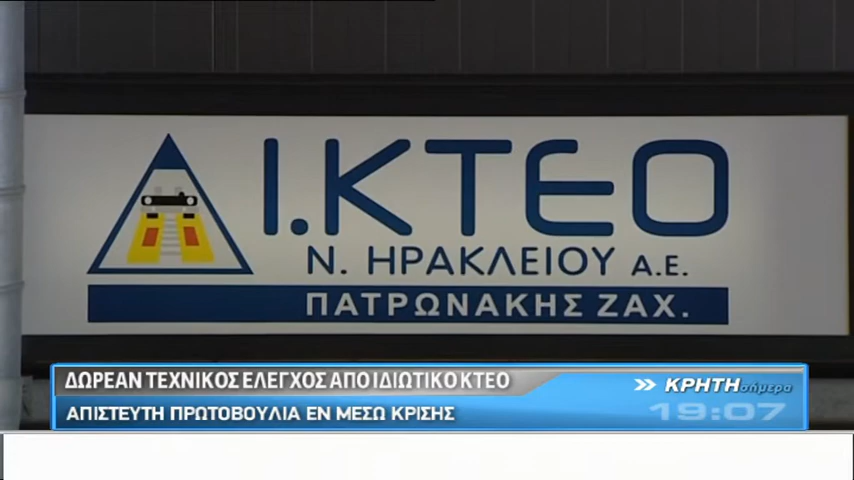 Ι.ΚΤΕΟ
Ν. ΗΡΑΚΛΕΙΟΥ Α.Ε.
ΠΑΤΡΩΝΑΚΗΣ ΖΑΧ.
ΔΩΡΕΑΝ ΤΕΧΝΙΚΟΣ ΕΛΕΓΧΟΣ ΑΠΟ ΙΔΙΩΤΙΚΟ ΚΤΕΟ
ΚΡΗΤΗ σήμερα
ΑΠΙΣΤΕΥΤΗ ΠΡΩΤΟΒΟΥΛΙΑ ΕΝ ΜΕΣΩ ΚΡΙΣΗΣ
19:07